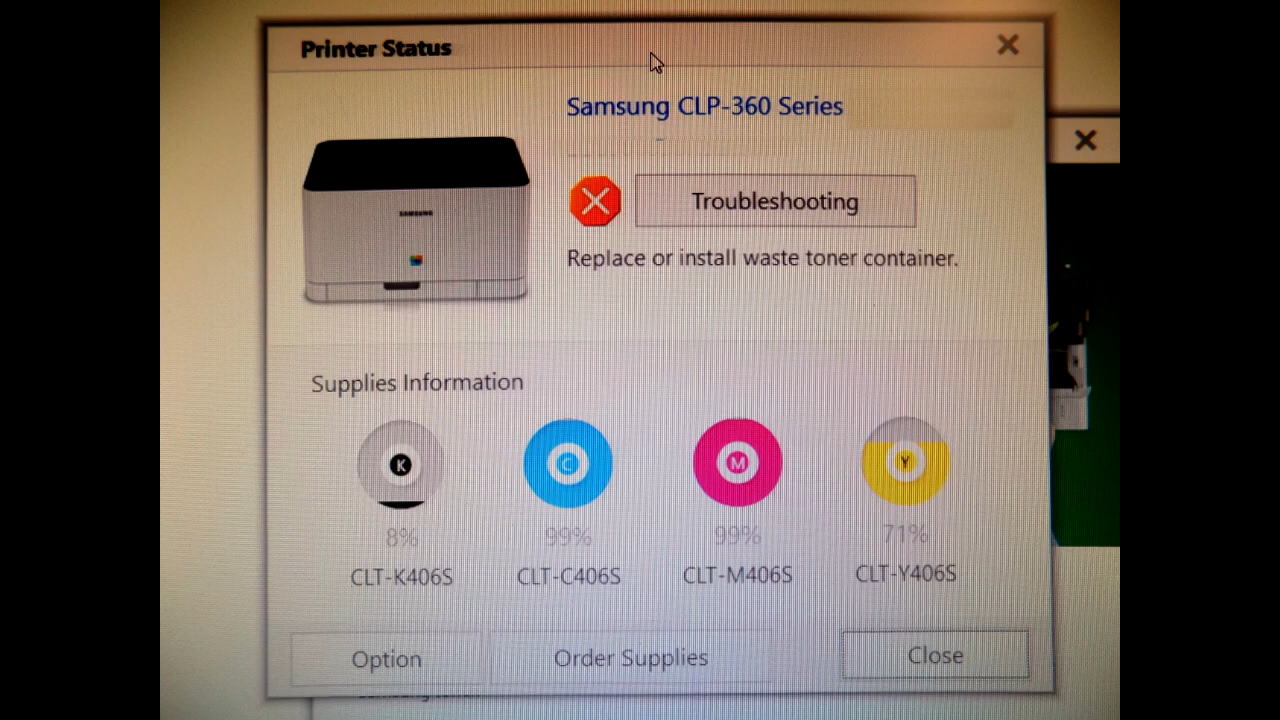 Printer Status
Samsung CLP-360 Series
Troubleshooting
Replace or install waste toner container.
SAMSUNG
Supplies Information
K
C
M
Y
8%
99%
99%
71%
CLT-K406S
CLT-C406S
CLT-M406S
CLT-Y406S
Option
Order Supplies
Close